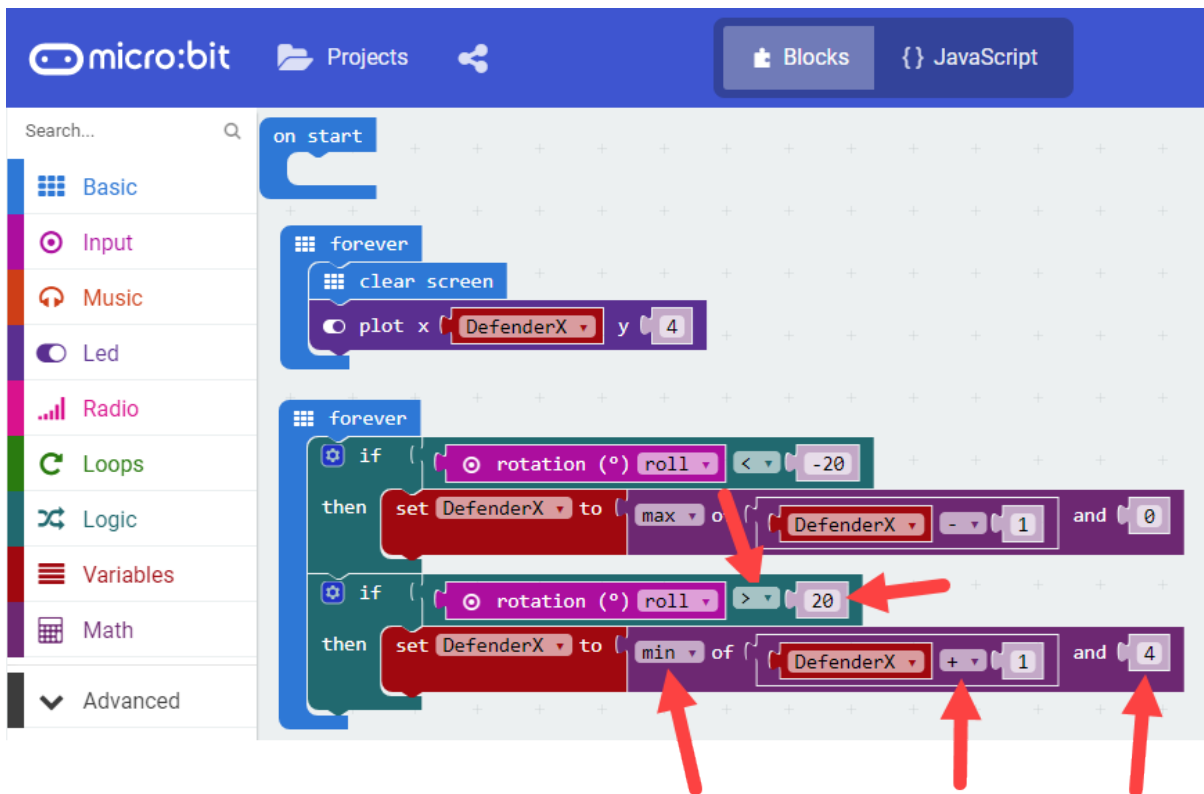 micro:bit Projects Blocks {} JavaScript
Search...
Basic
Input
Music
Led
Radio
Loops
Logic
Variables
Math
Advanced
on start
forever
clear screen
plot x DefenderX y 4
forever
if rotation (°) roll < -20
then set DefenderX to max of DefenderX - 1 and 0
if rotation (°) roll > 20
then set DefenderX to min of DefenderX + 1 and 4